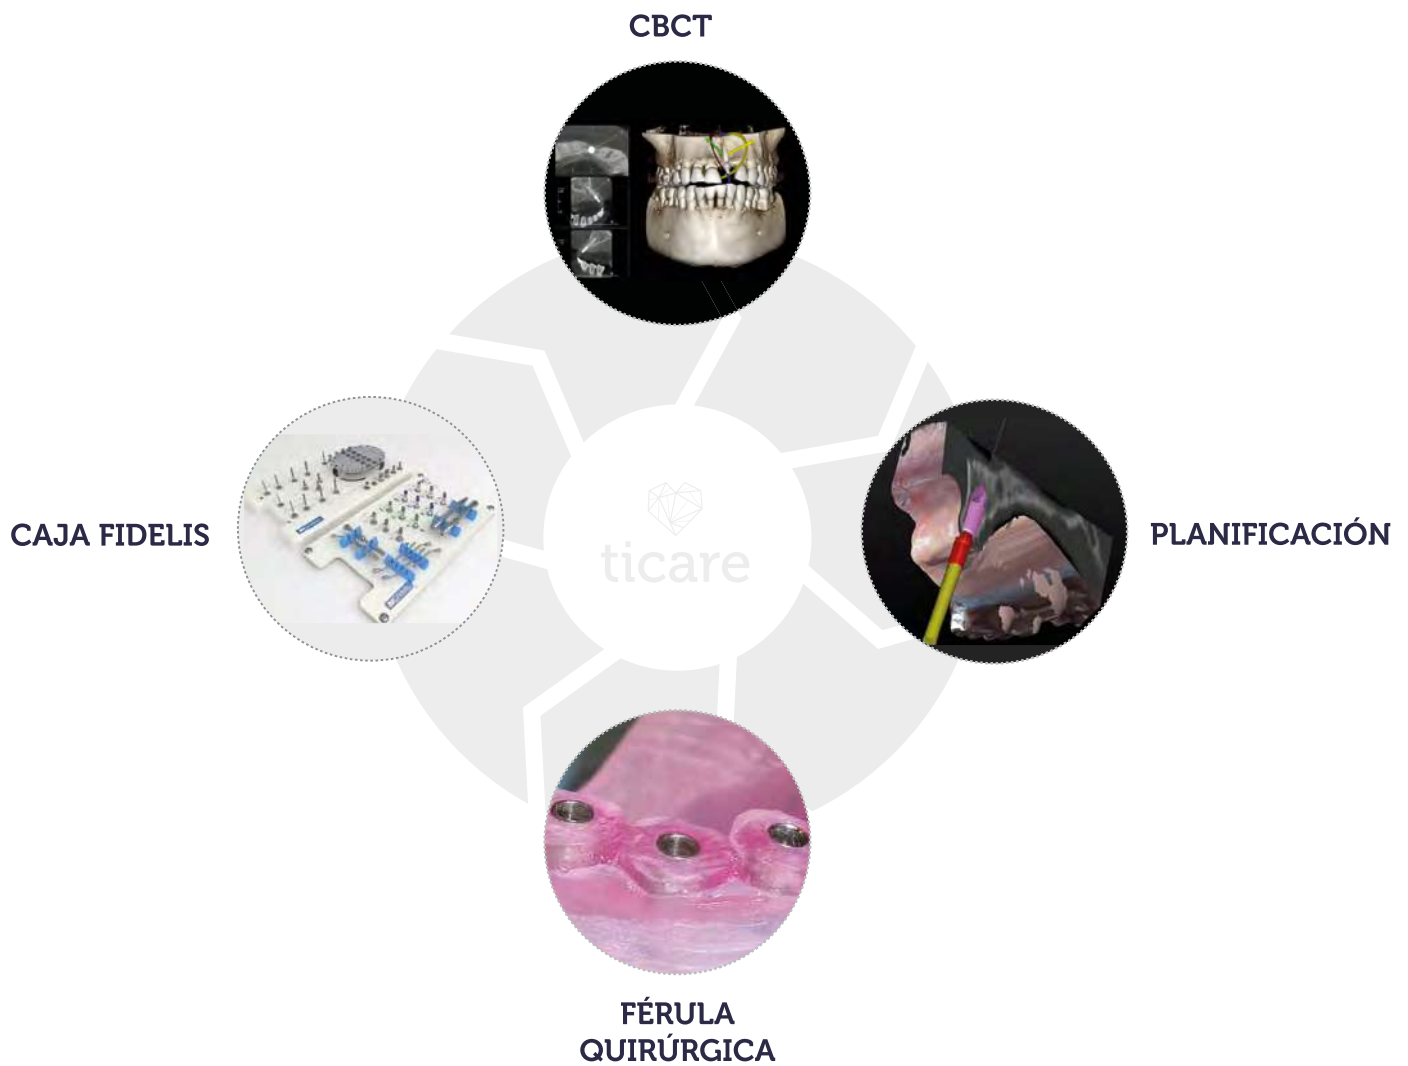 CBCT
CAJA FIDELIS
ticare
PLANIFICACIÓN
FÉRULA
QUIRÚRGICA